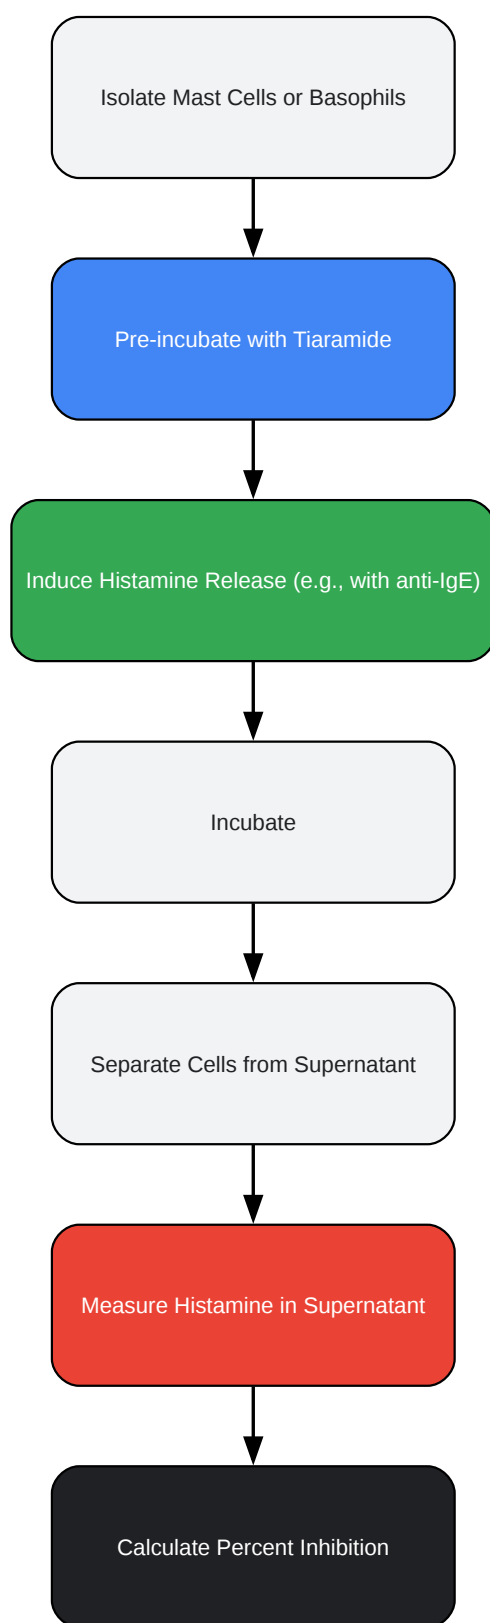 Isolate Mast Cells or Basophils
Pre-incubate with Tiaramide
Induce Histamine Release (e.g., with anti-IgE)
Incubate
Separate Cells from Supernatant
Measure Histamine in Supernatant
Calculate Percent Inhibition